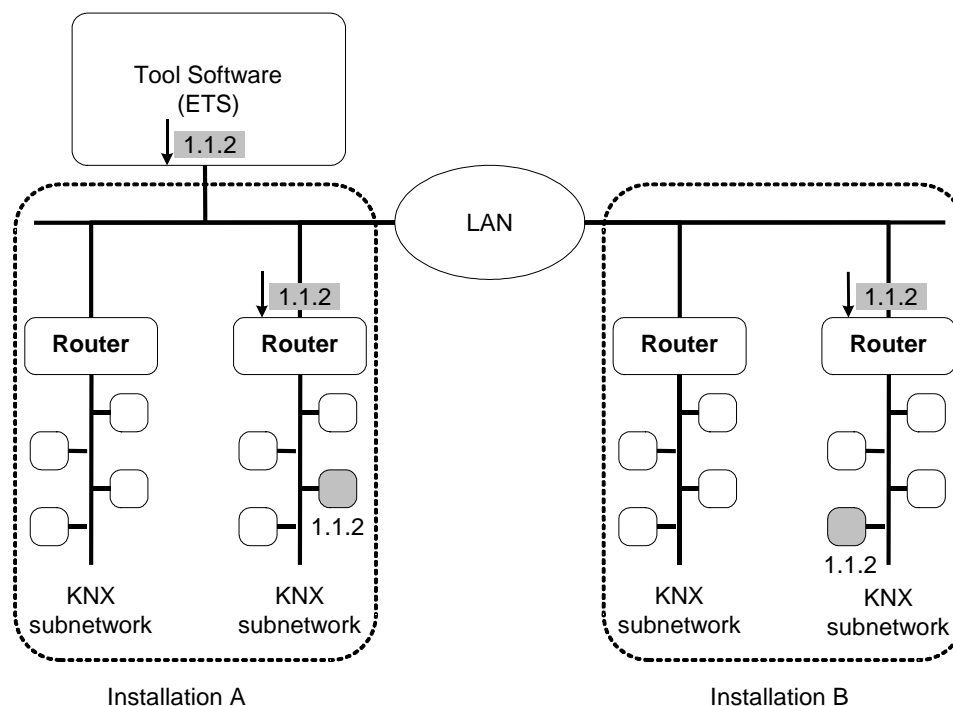 Tool Software
(ETS)
1.1.2
LAN
1.1.2
1.1.2
Router
Router
Router
Router
1.1.2
1.1.2
KNX
subnetwork
KNX
subnetwork
KNX
subnetwork
KNX
subnetwork
Installation A
Installation B